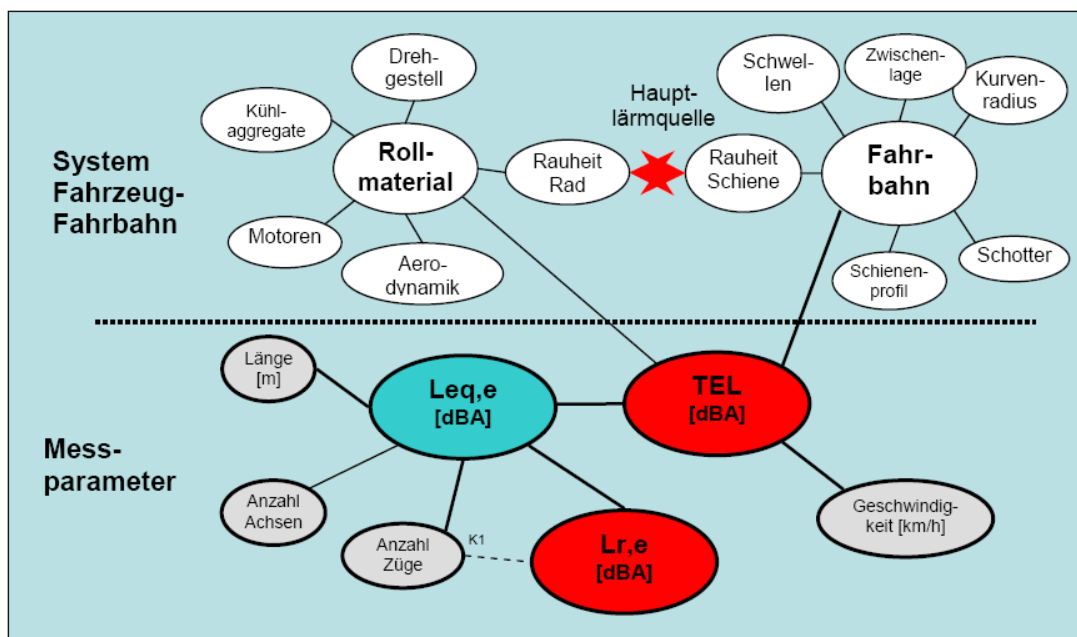 Dreh-
gestell
Kühl-
aggregate
Roll-
material
Motoren
Aero-
dynamik
Rauheit
Rad
Haupt-
lärmquelle
Rauheit
Schiene
Schwel-
len
Zwischen-
lage
Kurven-
radius
Fahr-
bahn
Schienen-
profil
Schotter
System
Fahrzeug-
Fahrbahn
Länge
[m]
Leq,e
[dBA]
TEL
[dBA]
Mess-
parameter
Anzahl
Achsen
Anzahl
Züge
K1
Lr,e
[dBA]
Geschwindig-
keit [km/h]